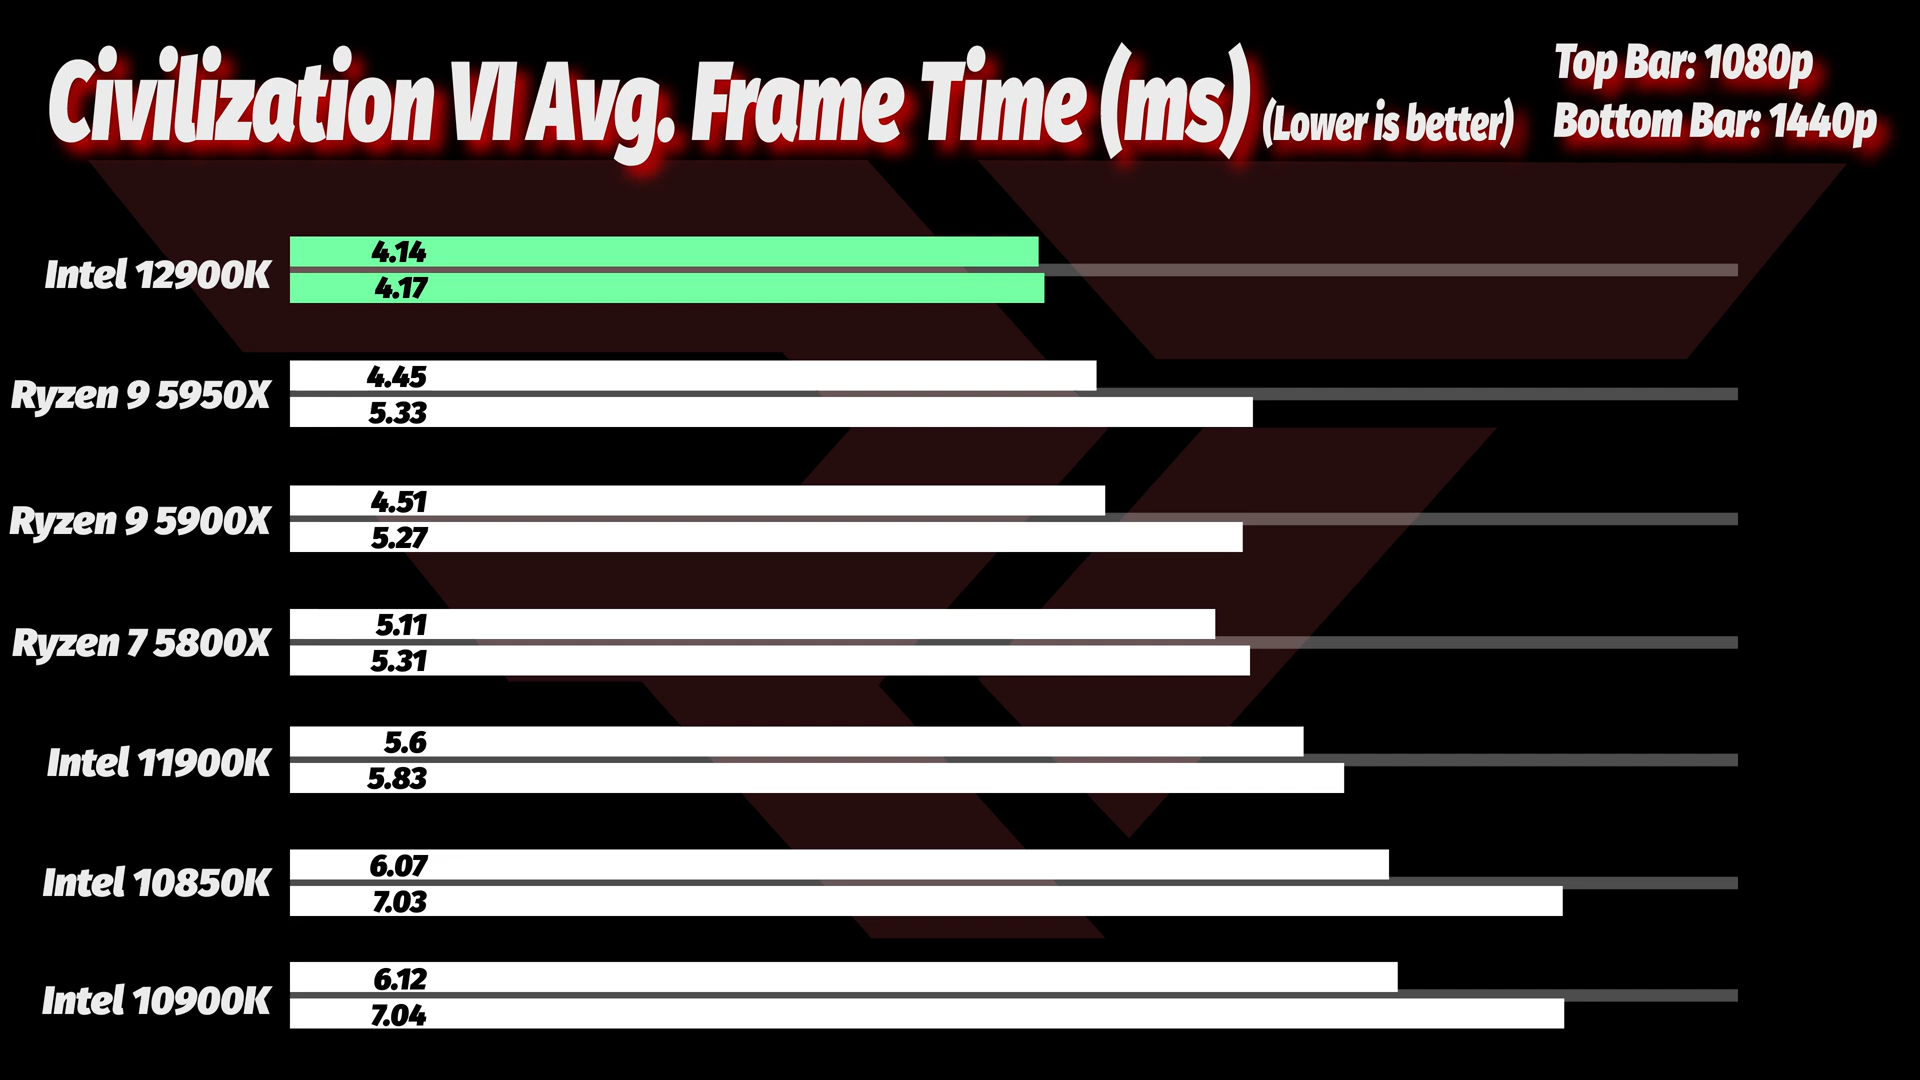 Civilization VI Avg. Frame Time (ms) (Lower is better)
Top Bar: 1080p
Bottom Bar: 1440p
Intel 12900K
4.14
4.17
Ryzen 9 5950X
4.45
5.33
Ryzen 9 5900X
4.51
5.27
Ryzen 7 5800X
5.11
5.31
Intel 11900K
5.6
5.83
Intel 10850K
6.07
7.03
Intel 10900K
6.12
7.04